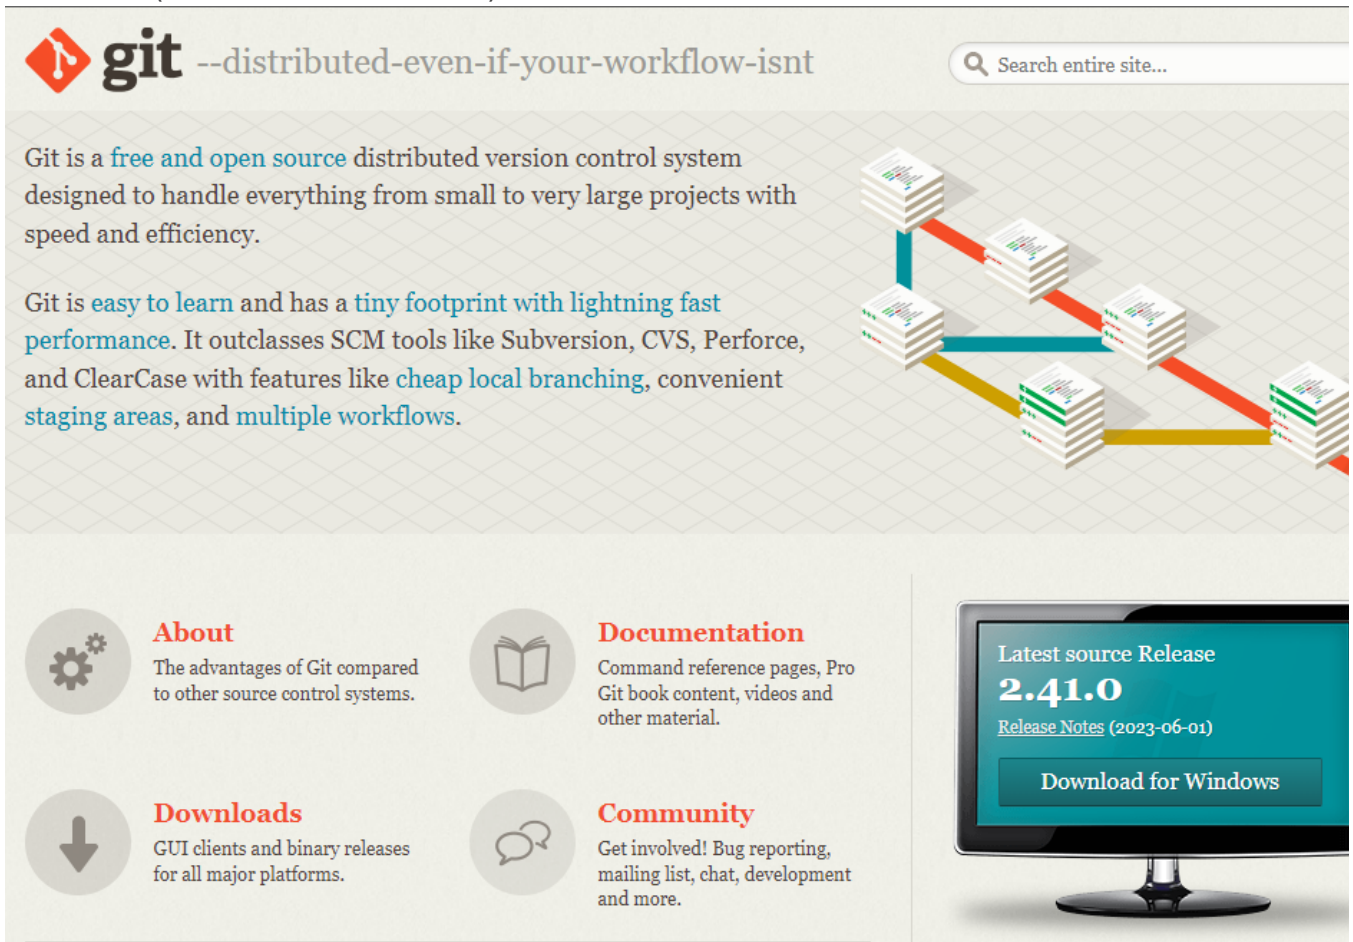 git --distributed-even-if-your-workflow-isnt
Search entire site...
Git is a free and open source distributed version control system
designed to handle everything from small to very large projects with
speed and efficiency.
Git is easy to learn and has a tiny footprint with lightning fast
performance. It outclasses SCM tools like Subversion, CVS, Perforce,
and ClearCase with features like cheap local branching, convenient
staging areas, and multiple workflows.
About
The advantages of Git compared
to other source control systems.
Documentation
Command reference pages, Pro
Git book content, videos and
other material.
Downloads
GUI clients and binary releases
for all major platforms.
Community
Get involved! Bug reporting,
mailing list, chat, development
and more.
Latest source Release
2.41.0
Release Notes (2023-06-01)
Download for Windows